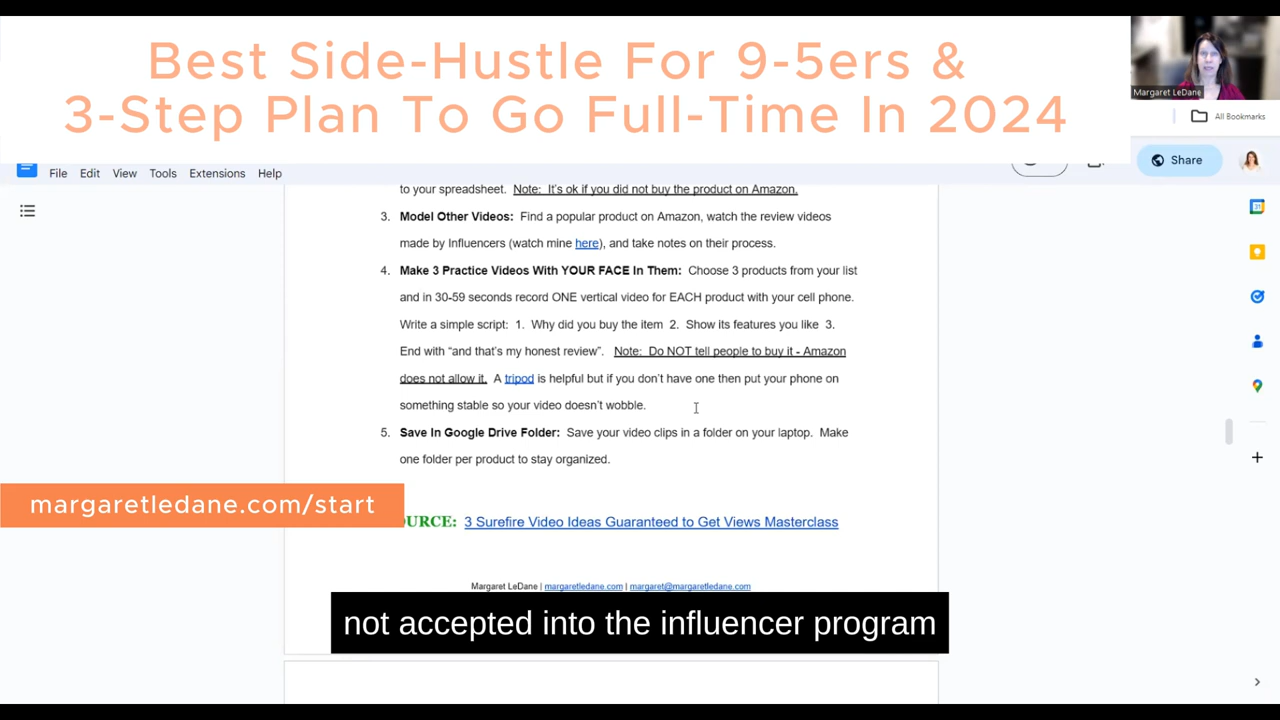 Best Side-Hustle For 9-5ers &
3-Step Plan To Go Full-Time In 2024
Margaret LeDane
All Bookmarks
File Edit View Tools Extensions Help
Share
to your spreadsheet. Note: It's ok if you did not buy the product on Amazon.
3. Model Other Videos: Find a popular product on Amazon, watch the review videos
made by Influencers (watch mine here), and take notes on their process.
4. Make 3 Practice Videos With YOUR FACE In Them: Choose 3 products from your list
and in 30-59 seconds record ONE vertical video for EACH product with your cell phone.
Write a simple script: 1. Why did you buy the item 2. Show its features you like 3.
End with “and that’s my honest review”. Note: Do NOT tell people to buy it - Amazon
does not allow it. A tripod is helpful but if you don’t have one then put your phone on
something stable so your video doesn’t wobble.
5. Save In Google Drive Folder: Save your video clips in a folder on your laptop. Make
one folder per product to stay organized.
margaretledane.com/start
OURCE: 3 Surefire Video Ideas Guaranteed to Get Views Masterclass
Margaret LeDane | margaretledane.com | margaret@margaretledane.com
not accepted into the influencer program